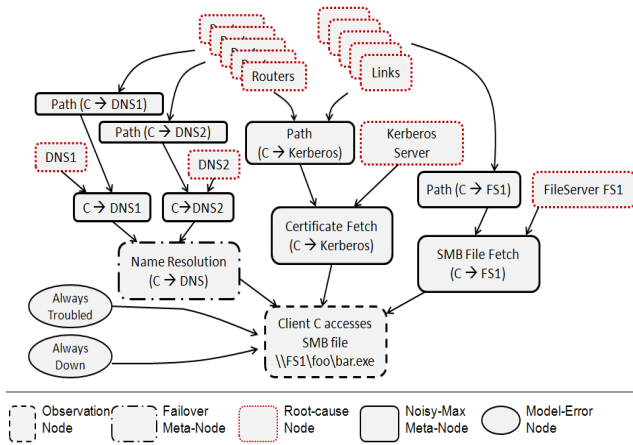 Routers
Links
Path (C → DNS1)
Path (C → DNS2)
Path
(C → Kerberos)
Kerberos
Server
DNS1
DNS2
Path (C → FS1)
FileServer FS1
C → DNS1
C→DNS2
Certificate Fetch
(C → Kerberos)
Name Resolution
(C → DNS)
SMB File Fetch
(C → FS1)
Always
Troubled
Client C accesses
SMB file
\\FS1\foo\bar.exe
Always
Down
Observation
Node
Failover
Meta-Node
Root-cause
Node
Noisy-Max
Meta-Node
Model-Error
Node